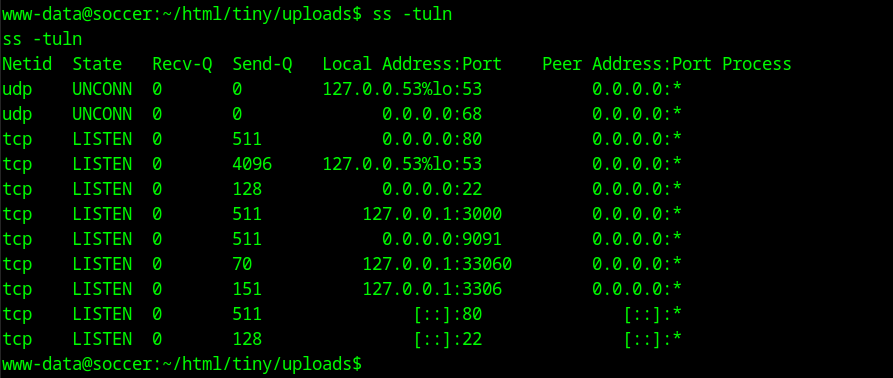 www-data@soccer:~/html/tiny/uploads$ ss -tuln
ss -tuln
Netid  State   Recv-Q  Send-Q   Local Address:Port    Peer Address:Port Process
udp    UNCONN  0       0        127.0.0.53%lo:53           0.0.0.0:*
udp    UNCONN  0       0              0.0.0.0:68           0.0.0.0:*
tcp    LISTEN  0       511            0.0.0.0:80           0.0.0.0:*
tcp    LISTEN  0       4096     127.0.0.53%lo:53           0.0.0.0:*
tcp    LISTEN  0       128            0.0.0.0:22           0.0.0.0:*
tcp    LISTEN  0       511          127.0.0.1:3000         0.0.0.0:*
tcp    LISTEN  0       511            0.0.0.0:9091         0.0.0.0:*
tcp    LISTEN  0       70           127.0.0.1:33060        0.0.0.0:*
tcp    LISTEN  0       151          127.0.0.1:3306         0.0.0.0:*
tcp    LISTEN  0       511               [::]:80              [::]:*
tcp    LISTEN  0       128               [::]:22              [::]:*
www-data@soccer:~/html/tiny/uploads$